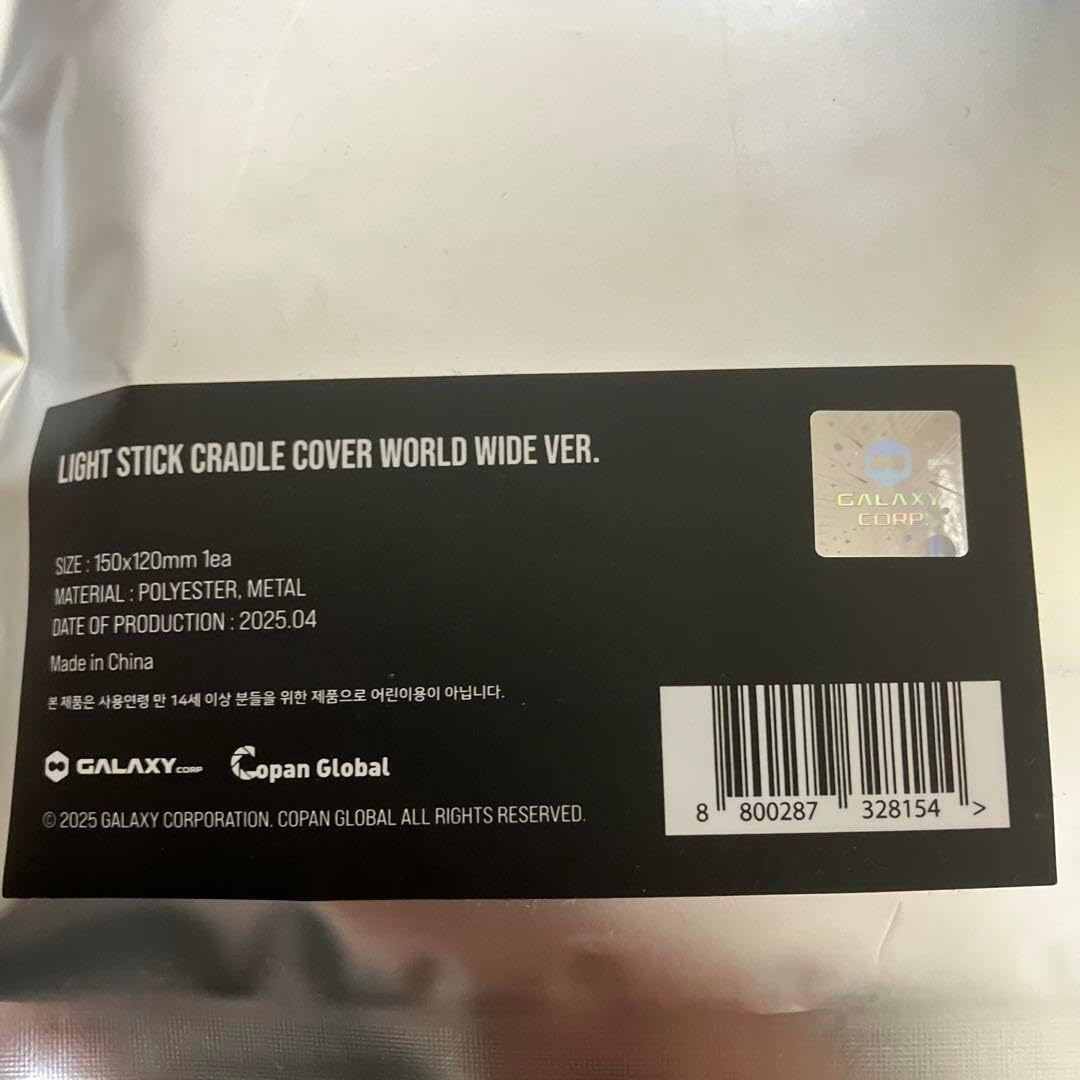 LIGHT STICK CRADLE COVER WORLD WIDE VER.
GALAXY
CORP
SIZE : 150x120mm 1ea
MATERIAL : POLYESTER, METAL
DATE OF PRODUCTION : 2025.04
Made in China
본 제품은 사용연령 만 14세 이상 분들을 위한 제품으로 어린이용이 아닙니다.
GALAXY CORP
Copan Global
© 2025 GALAXY CORPORATION. COPAN GLOBAL ALL RIGHTS RESERVED.
8 800287 328154 >